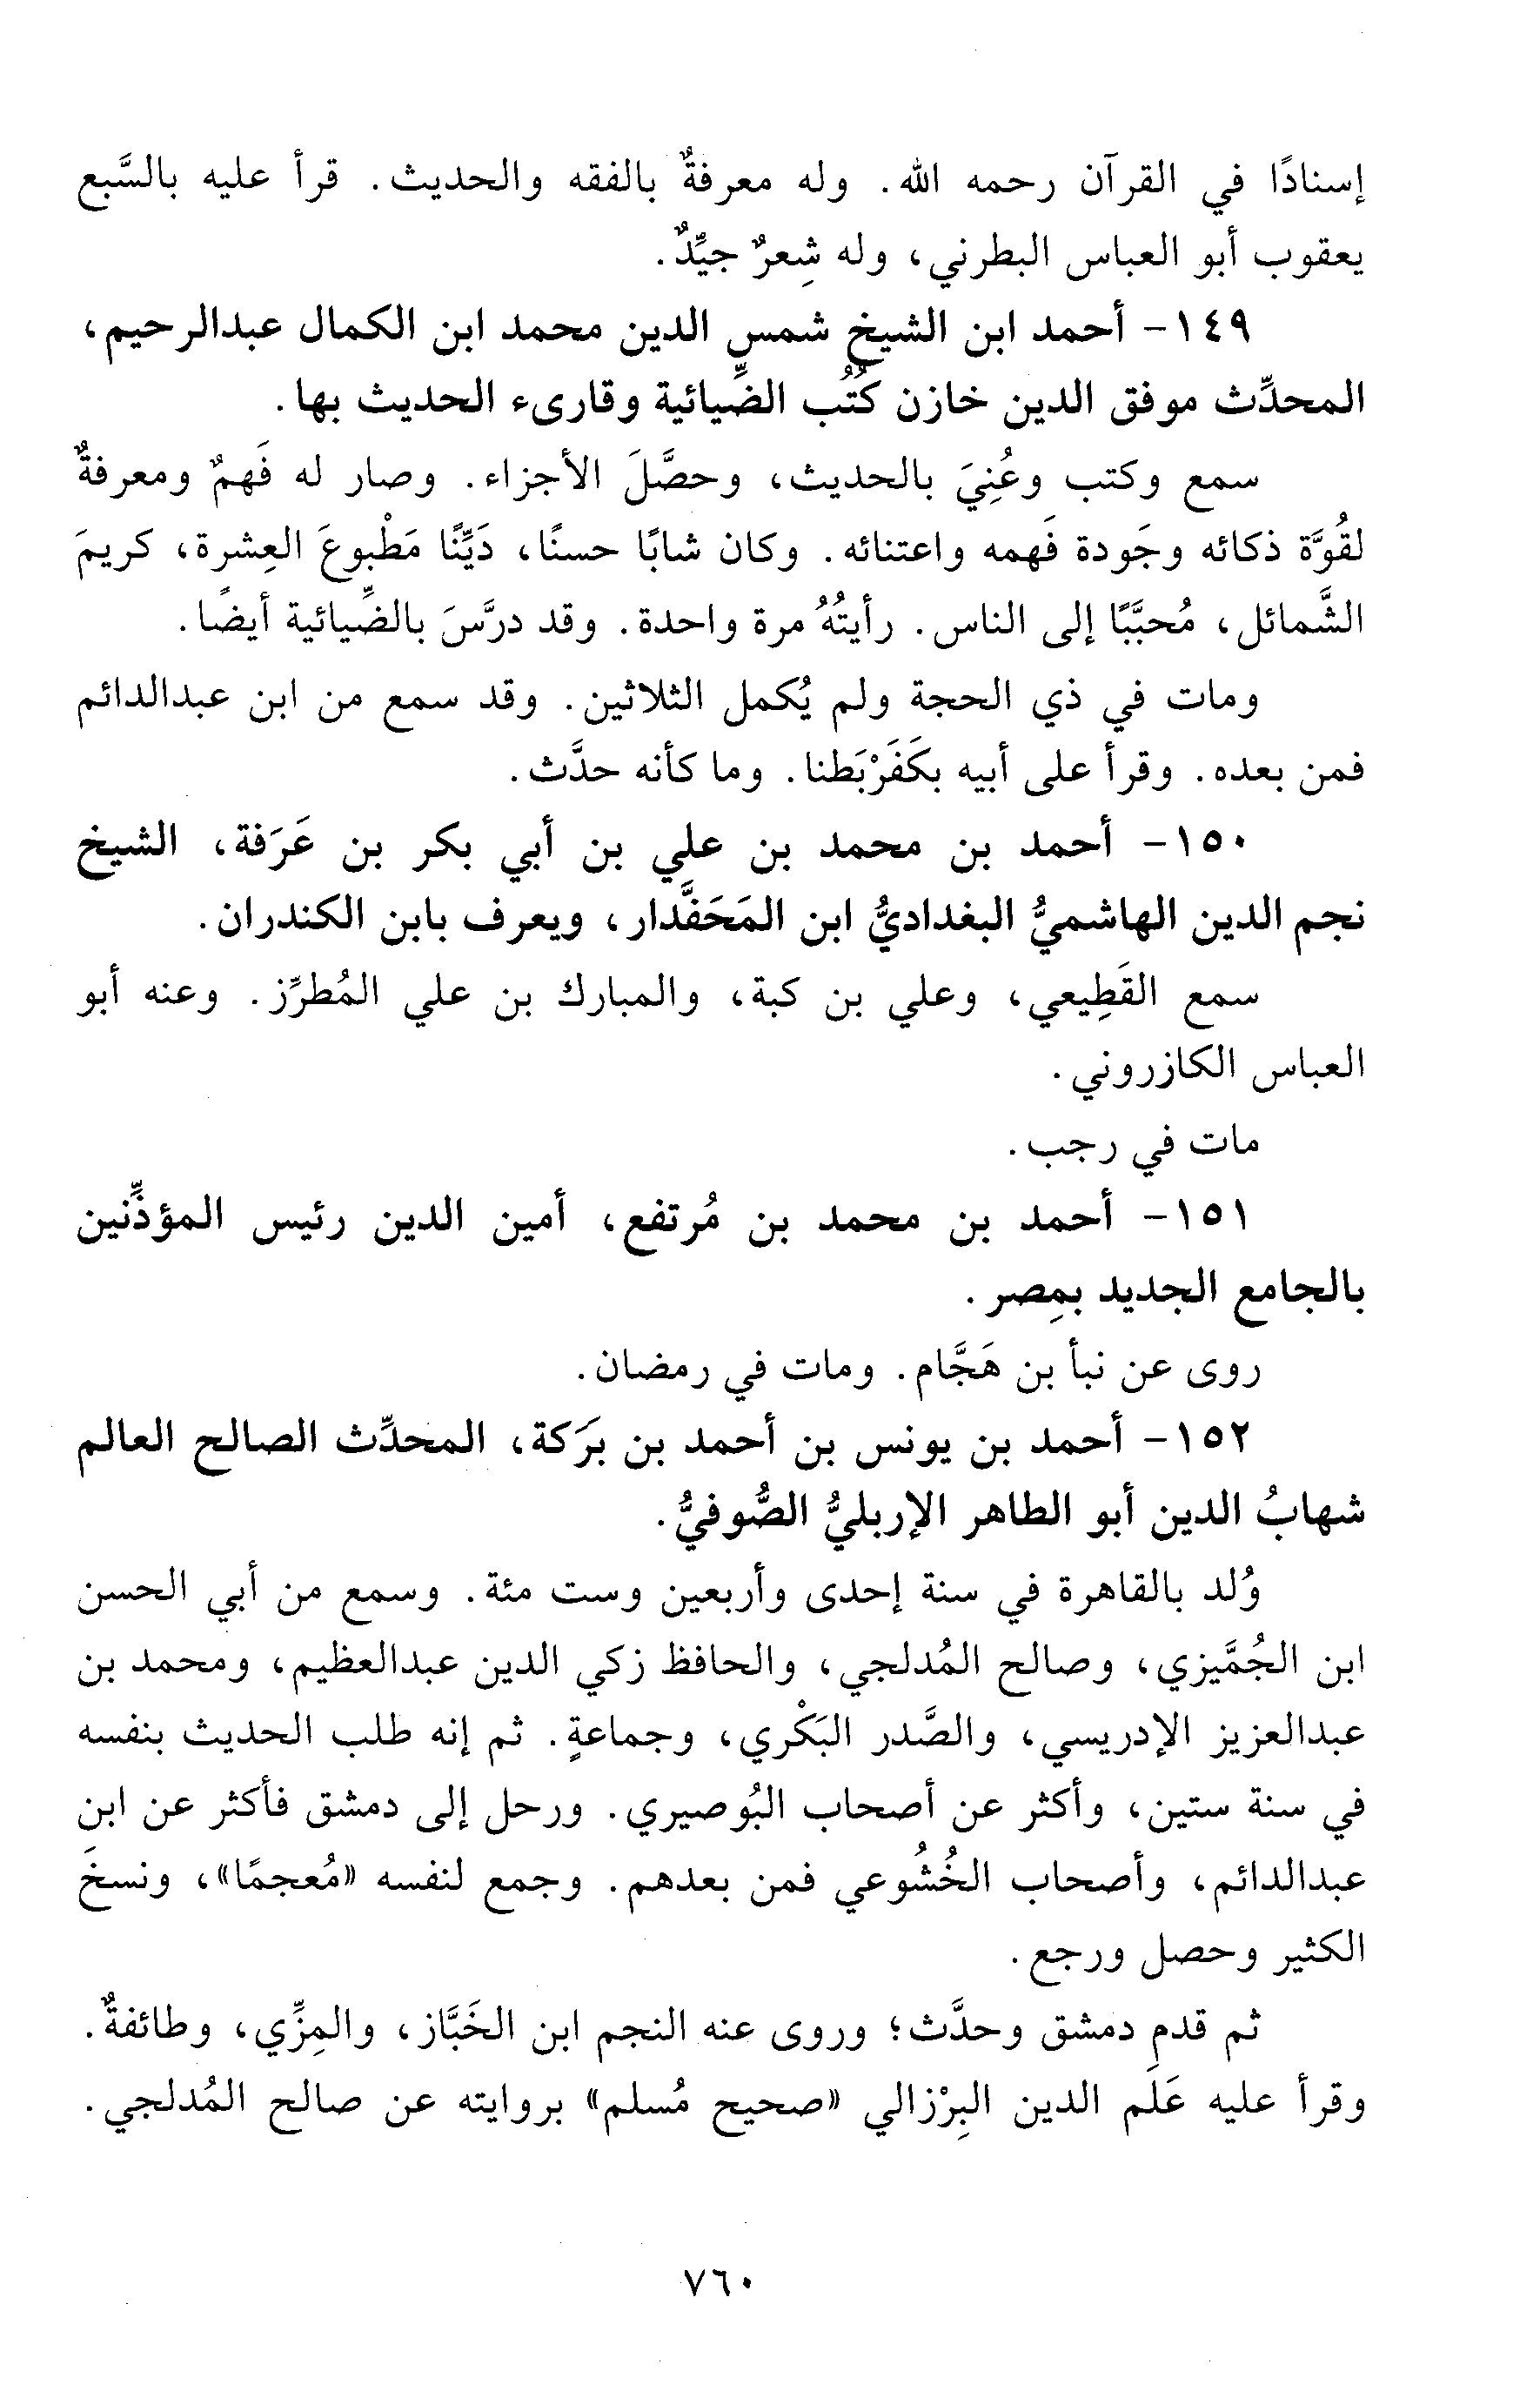 إسنادًا في القرآن رحمه الله. وله معرفةٌ بالفقه والحديث. قرأ عليه بالسَّبع
يعقوب أبو العباس البطرني، وله شِعرٌ جيِّدٌ.
١٤٩- أحمد ابن الشيخ شمس الدين محمد ابن الكمال عبدالرحيم،
المحدِّث موفق الدين خازن كُتُب الضِّيائية وقارىء الحديث بها.
سمع وكتب وعُنِيَ بالحديث، وحصَّلَ الأجزاء. وصار له فَهمٌ ومعرفةٌ
لقُوَّة ذكائه وجَودة فَهمه واعتنائه. وكان شابًا حسنًا، دَيِّنًا مَطْبوعَ العِشرة، كريمَ
الشَّمائل، مُحبَّبًا إلى الناس. رأيتُهُ مرة واحدة. وقد درَّسَ بالضِّيائية أيضًا.
ومات في ذي الحجة ولم يُكمل الثلاثين. وقد سمع من ابن عبدالدائم
فمن بعده. وقرأ على أبيه بكَفَرْبَطنا. وما كأنه حدَّث.
١٥٠- أحمد بن محمد بن علي بن أبي بكر بن عَرَفة، الشيخ
نجم الدين الهاشميُّ البغداديُّ ابن المَحَفَّدار، ويعرف بابن الكندران.
سمع القَطِيعي، وعلي بن كبة، والمبارك بن علي المُطرِّز. وعنه أبو
العباس الكازروني.
مات في رجب.
١٥١- أحمد بن محمد بن مُرتفع، أمين الدين رئيس المؤذِّنين
بالجامع الجديد بمِصر.
روى عن نبأ بن هَجَّام. ومات في رمضان.
١٥٢- أحمد بن يونس بن أحمد بن بَركة، المحدِّث الصالح العالم
شهابُ الدين أبو الطاهر الإربليُّ الصُّوفيُّ.
وُلد بالقاهرة في سنة إحدى وأربعين وست مئة. وسمع من أبي الحسن
ابن الجُمَّيزي، وصالح المُدلجي، والحافظ زكي الدين عبدالعظيم، ومحمد بن
عبدالعزيز الإدريسي، والصَّدر البَكْري، وجماعةٍ. ثم إنه طلب الحديث بنفسه
في سنة ستين، وأكثر عن أصحاب البُوصيري. ورحل إلى دمشق فأكثر عن ابن
عبدالدائم، وأصحاب الخُشُوعي فمن بعدهم. وجمع لنفسه «مُعجمًا»، ونسخَ
الكثير وحصل ورجع.
ثم قدم دمشق وحدَّث؛ وروى عنه النجم ابن الخَبَّاز، والمِزِّي، وطائفةٌ.
وقرأ عليه عَلَم الدين البِرْزالي «صحيح مُسلم» بروايته عن صالح المُدلجي.
٧٦٠